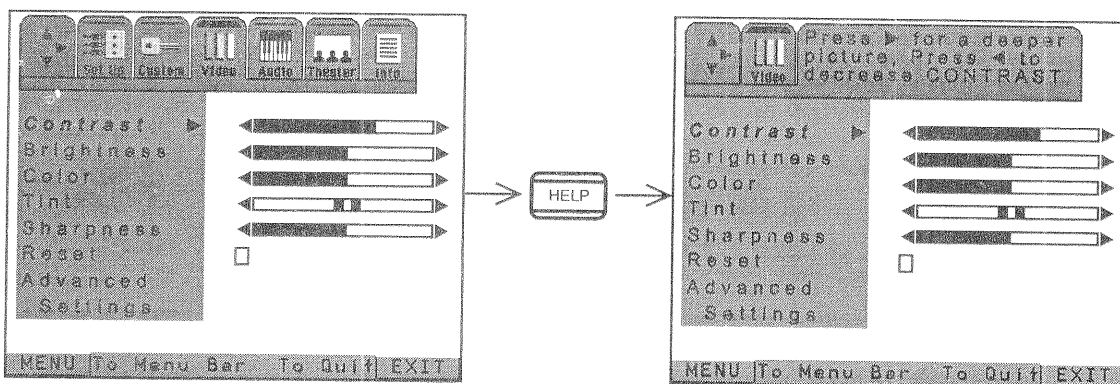 Set Up Custom Video Audio Theater Info
Contrast
Brightness
Color
Tint
Sharpness
Reset
Advanced
Settings
MENU To Menu Bar To Quit EXIT
HELP
Video
Press ▶ for a deeper
picture, Press ◀ to
decrease CONTRAST
Contrast
Brightness
Color
Tint
Sharpness
Reset
Advanced
Settings
MENU To Menu Bar To Quit EXIT